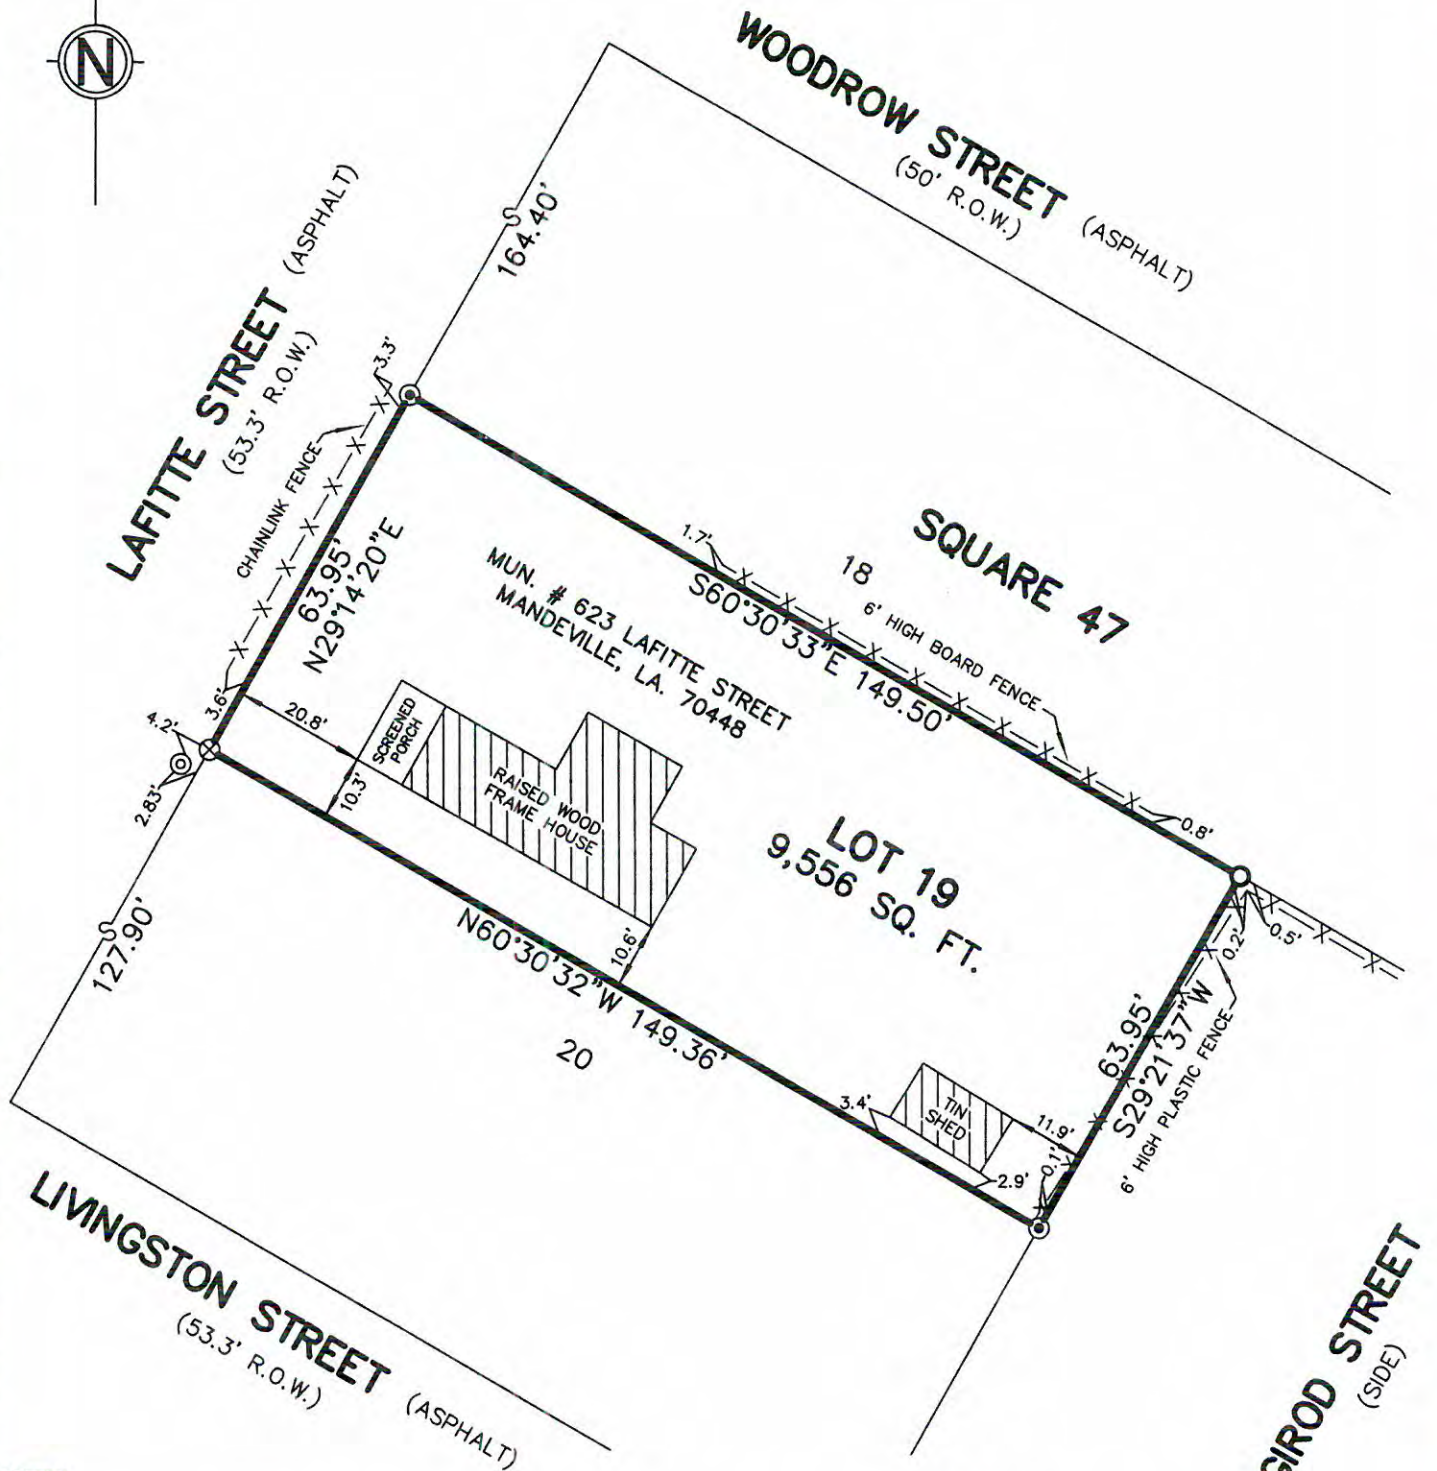 N
WOODROW STREET (ASPHALT)
(50' R.O.W.)
S
164.40'
LAFITTE STREET (ASPHALT)
(53.3' R.O.W.)
3.3'
CHAINLINK FENCE
63.95'
N29°14'20"E
SQUARE 47
18
1.7'
6' HIGH BOARD FENCE
S60°30'33"E 149.50'
MUN. # 623 LAFITTE STREET
MANDEVILLE, LA. 70448
3.6'
4.2'
2.83'
20.8'
SCREENED
PORCH
10.3'
RAISED WOOD
FRAME HOUSE
0.8'
LOT 19
9,556 SQ. FT.
0.2'
0.5'
10.6'
N60°30'32"W 149.36'
S
127.90'
20
63.95'
S29°21'37"W
6' HIGH PLASTIC FENCE
TIN
SHED
3.4'
11.9'
0.1'
2.9'
LIVINGSTON STREET (ASPHALT)
(53.3' R.O.W.)
GIROD STREET
(SIDE)